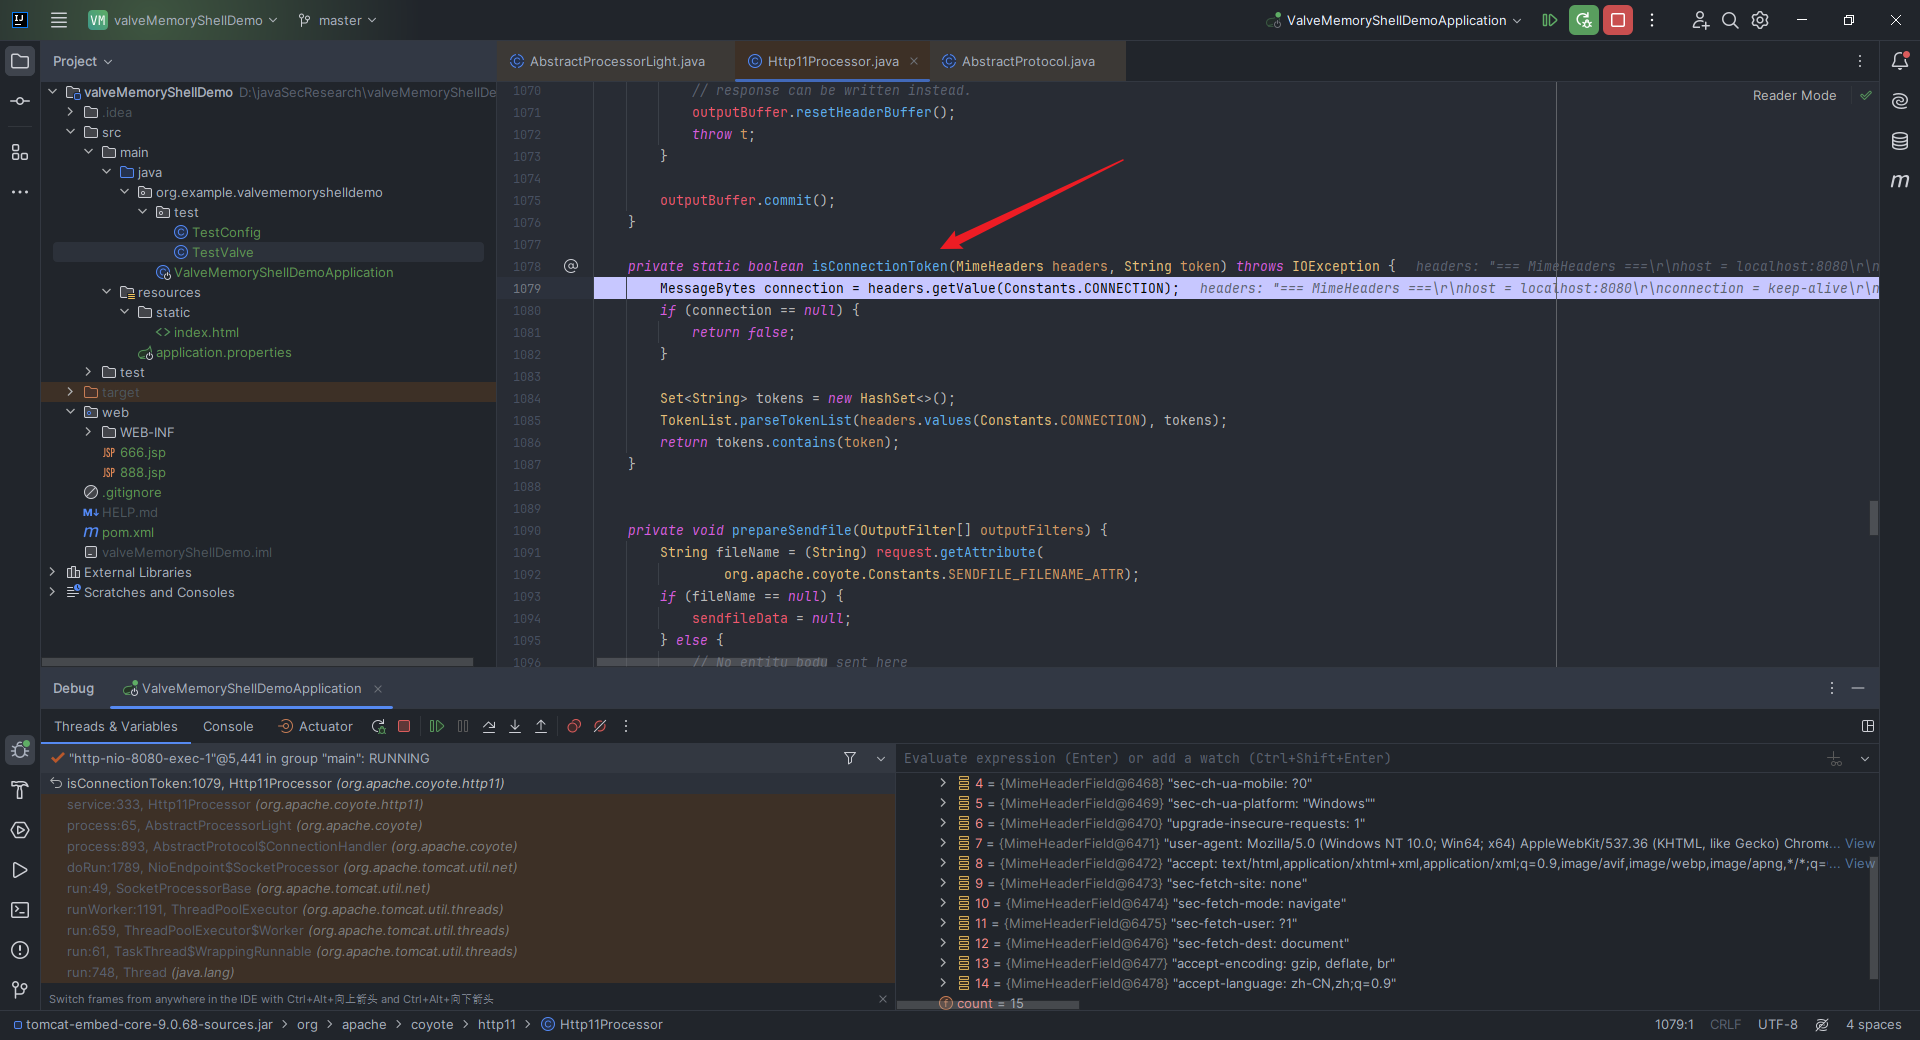 VM valveMemoryShellDemo master ValveMemoryShellDemoApplication
Project
AbstractProcessorLight.java Http11Processor.java AbstractProtocol.java
valveMemoryShellDemo D:\javaSecResearch\valveMemoryShellDe
.idea
src
main
java
org.example.valvememoryshelldemo
test
TestConfig
TestValve
ValveMemoryShellDemoApplication
resources
static
index.html
application.properties
test
target
web
WEB-INF
JSP 666.jsp
JSP 888.jsp
.gitignore
M↓ HELP.md
m pom.xml
valveMemoryShellDemo.iml
External Libraries
Scratches and Consoles
Reader Mode
1070 // response can be written instead.
1071 outputBuffer.resetHeaderBuffer();
1072 throw t;
1073 }
1074
1075 outputBuffer.commit();
1076 }
1077
1078 private static boolean isConnectionToken(MimeHeaders headers, String token) throws IOException { headers: "=== MimeHeaders ===\r\nhost = localhost:8080\r\n
1079 MessageBytes connection = headers.getValue(Constants.CONNECTION); headers: "=== MimeHeaders ===\r\nhost = localhost:8080\r\nconnection = keep-alive\r\n
1080 if (connection == null) {
1081 return false;
1082 }
1083
1084 Set<String> tokens = new HashSet<>();
1085 TokenList.parseTokenList(headers.values(Constants.CONNECTION), tokens);
1086 return tokens.contains(token);
1087 }
1088
1089
1090 private void prepareSendfile(OutputFilter[] outputFilters) {
1091 String fileName = (String) request.getAttribute(
1092 org.apache.coyote.Constants.SENDFILE_FILENAME_ATTR);
1093 if (fileName == null) {
1094 sendfileData = null;
1095 } else {
1096 // No entity body sent here
Debug ValveMemoryShellDemoApplication
Threads & Variables Console Actuator
"http-nio-8080-exec-1"@5,441 in group "main": RUNNING
isConnectionToken:1079, Http11Processor (org.apache.coyote.http11)
service:333, Http11Processor (org.apache.coyote.http11)
process:65, AbstractProcessorLight (org.apache.coyote)
process:893, AbstractProtocol$ConnectionHandler (org.apache.coyote)
doRun:1789, NioEndpoint$SocketProcessor (org.apache.tomcat.util.net)
run:49, SocketProcessorBase (org.apache.tomcat.util.net)
runWorker:1191, ThreadPoolExecutor (org.apache.tomcat.util.threads)
run:659, ThreadPoolExecutor$Worker (org.apache.tomcat.util.threads)
run:61, TaskThread$WrappingRunnable (org.apache.tomcat.util.threads)
run:748, Thread (java.lang)
Switch frames from anywhere in the IDE with Ctrl+Alt+向上箭头 and Ctrl+Alt+向下箭头
Evaluate expression (Enter) or add a watch (Ctrl+Shift+Enter)
4 = {MimeHeaderField@6468} "sec-ch-ua-mobile: ?0"
5 = {MimeHeaderField@6469} "sec-ch-ua-platform: "Windows""
6 = {MimeHeaderField@6470} "upgrade-insecure-requests: 1"
7 = {MimeHeaderField@6471} "user-agent: Mozilla/5.0 (Windows NT 10.0; Win64; x64) AppleWebKit/537.36 (KHTML, like Gecko) Chrome... View
8 = {MimeHeaderField@6472} "accept: text/html,application/xhtml+xml,application/xml;q=0.9,image/avif,image/webp,image/apng,*/*;q=... View
9 = {MimeHeaderField@6473} "sec-fetch-site: none"
10 = {MimeHeaderField@6474} "sec-fetch-mode: navigate"
11 = {MimeHeaderField@6475} "sec-fetch-user: ?1"
12 = {MimeHeaderField@6476} "sec-fetch-dest: document"
13 = {MimeHeaderField@6477} "accept-encoding: gzip, deflate, br"
14 = {MimeHeaderField@6478} "accept-language: zh-CN,zh;q=0.9"
count = 15
tomcat-embed-core-9.0.68-sources.jar > org > apache > coyote > http11 > Http11Processor
1079:1 CRLF UTF-8 4 spaces